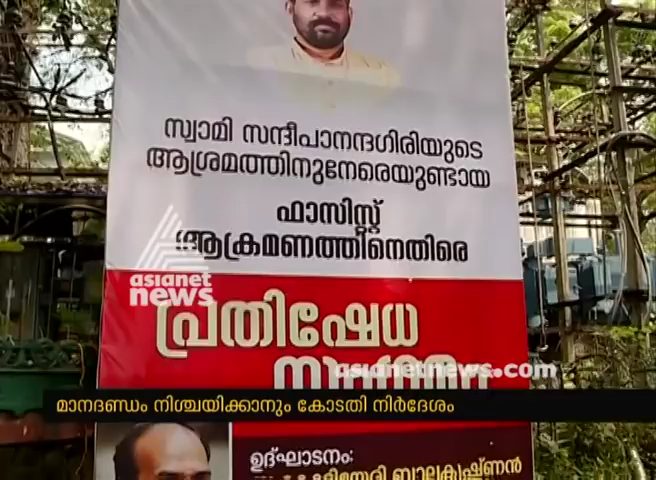 സ്വാമി സന്ദീപാനന്ദഗിരിയുടെ
ആശ്രമത്തിനുനേരെയുണ്ടായ
ഫാസിസ്റ്റ്
ആക്രമണത്തിനെതിരെ
asianet
news
പ്രതിഷേധ
asianetnews.com
മാനദണ്ഡം നിശ്ചയിക്കാനും കോടതി നിർദേശം
ഉദ്ഘാടനം:
ബാലകൃഷ്ണൻ